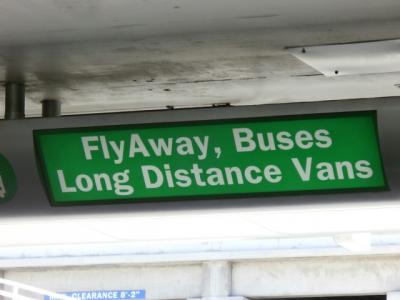 FlyAway, Buses
Long Distance Vans
CLEARANCE 8'-2"